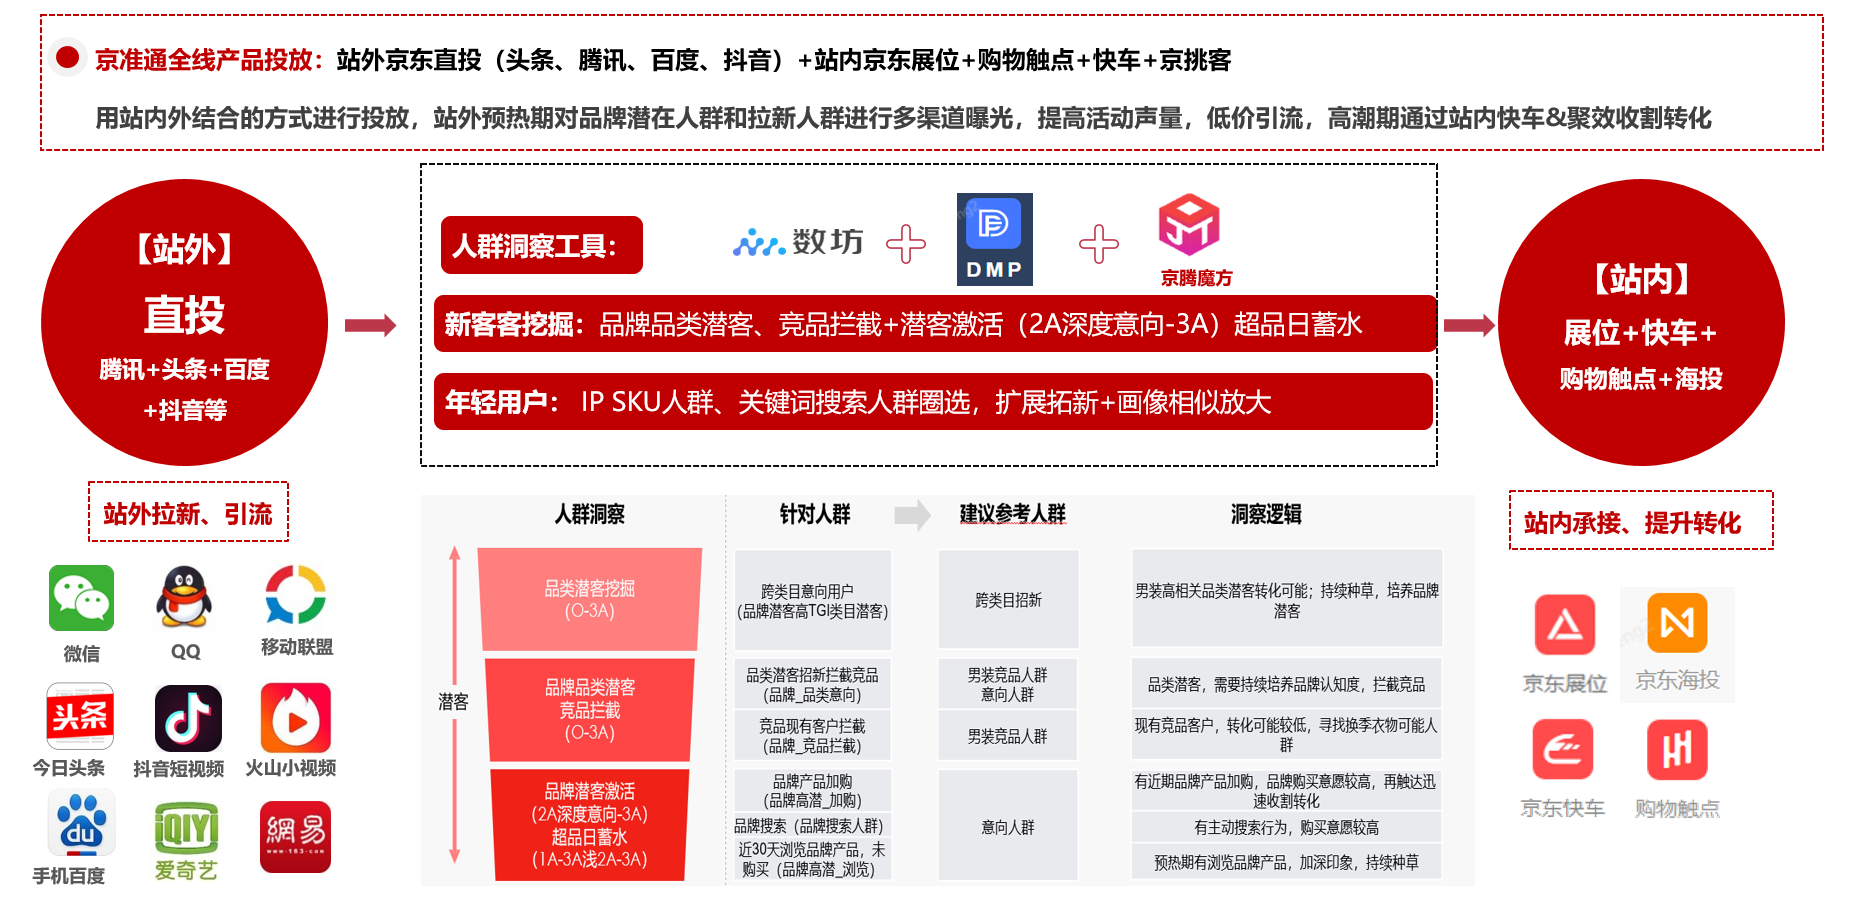 京准通全线产品投放：站外京东直投（头条、腾讯、百度、抖音）+站内京东展位+购物触点+快车+京挑客
用站内外结合的方式进行投放，站外预热期对品牌潜在人群和拉新人群进行多渠道曝光，提高活动声量，低价引流，高潮期通过站内快车&聚效收割转化
【站外】
直投
腾讯+头条+百度
+抖音等
人群洞察工具：
数坊
DMP
京腾魔方
新客客挖掘：品牌品类潜客、竞品拦截+潜客激活（2A深度意向-3A）超品日蓄水
年轻用户： IP SKU人群、关键词搜索人群圈选，扩展拓新+画像相似放大
【站内】
展位+快车+
购物触点+海投
站外拉新、引流
微信
QQ
移动联盟
头条
今日头条
抖音短视频
火山小视频
du
手机百度
iQIYI
爱奇艺
網易
www·163·com
人群洞察
针对人群
建议参考人群
洞察逻辑
潜客
品类潜客挖掘
(O-3A)
跨类目意向用户
(品牌潜客高TGI类目潜客)
跨类目招新
男装高相关品类潜客转化可能；持续种草，培养品牌
潜客
品牌品类潜客
竞品拦截
(O-3A)
品类潜客招新拦截竞品
(品牌_品类意向)
男装竞品人群
意向人群
品类潜客，需要持续培养品牌认知度，拦截竞品
竞品现有客户拦截
(品牌_竞品拦截)
男装竞品人群
现有竞品客户，转化可能较低，寻找换季衣物可能人
群
品牌潜客激活
(2A深度意向-3A)
超品日蓄水
(1A-3A浅2A-3A)
品牌产品加购
(品牌高潜_加购)
意向人群
有近期品牌产品加购，品牌购买意愿较高，再触达迅
速收割转化
品牌搜索（品牌搜索人群）
有主动搜索行为，购买意愿较高
近30天浏览品牌产品，未
购买（品牌高潜_浏览）
预热期有浏览品牌产品，加深印象，持续种草
站内承接、提升转化
京东展位
京东海投
京东快车
购物触点